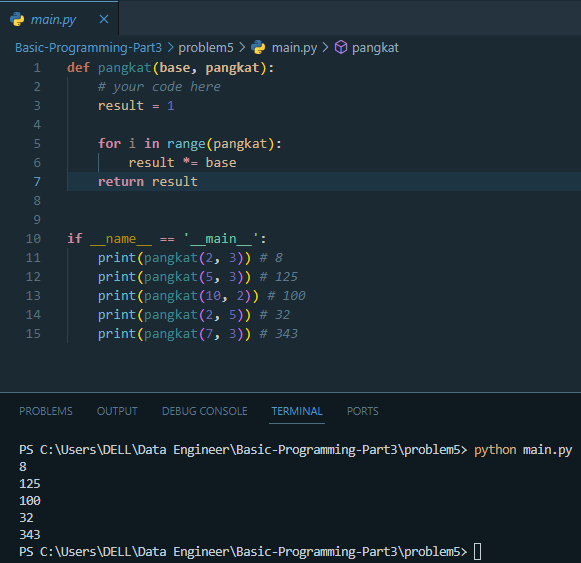 main.py ×
Basic-Programming-Part3 > problem5 > main.py > pangkat
1 def pangkat(base, pangkat):
2     # your code here
3     result = 1
4
5     for i in range(pangkat):
6         result *= base
7     return result
8
9
10 if __name__ == '__main__':
11     print(pangkat(2, 3)) # 8
12     print(pangkat(5, 3)) # 125
13     print(pangkat(10, 2)) # 100
14     print(pangkat(2, 5)) # 32
15     print(pangkat(7, 3)) # 343
PROBLEMS OUTPUT DEBUG CONSOLE TERMINAL PORTS
PS C:\Users\DELL\Data Engineer\Basic-Programming-Part3\problem5> python main.py
8
125
100
32
343
PS C:\Users\DELL\Data Engineer\Basic-Programming-Part3\problem5>